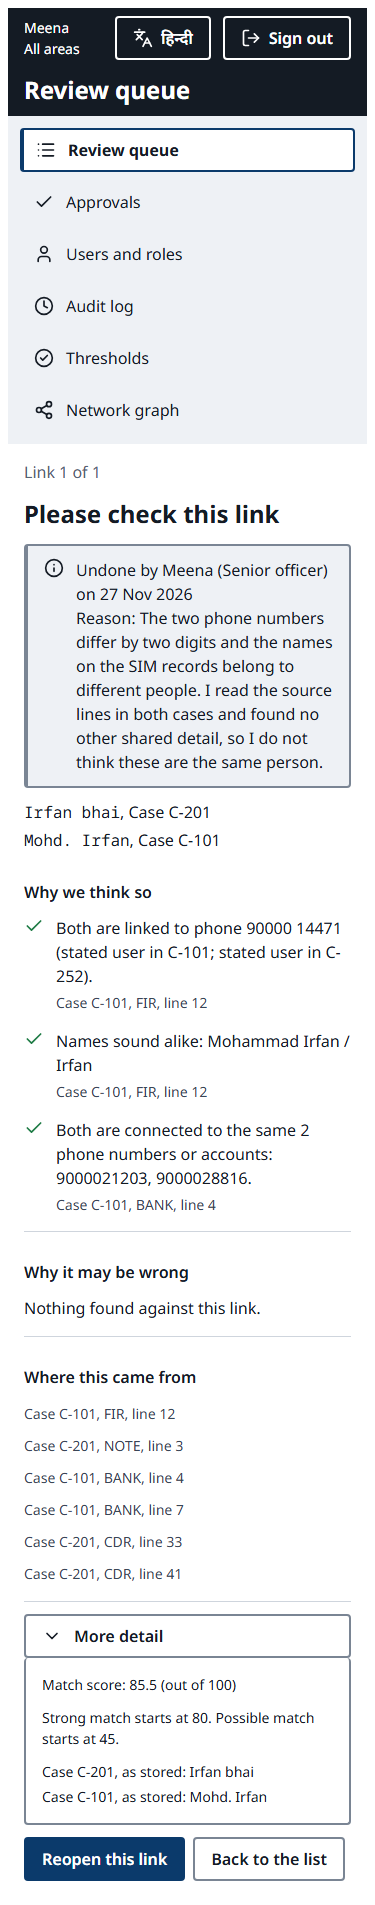 Meena
All areas
हिन्दी
Sign out
Review queue
Review queue
Approvals
Users and roles
Audit log
Thresholds
Network graph
Link 1 of 1
Please check this link
Undone by Meena (Senior officer)
on 27 Nov 2026
Reason: The two phone numbers
differ by two digits and the names
on the SIM records belong to
different people. I read the source
lines in both cases and found no
other shared detail, so I do not
think these are the same person.
Irfan bhai, Case C-201
Mohd. Irfan, Case C-101
Why we think so
Both are linked to phone 90000 14471
(stated user in C-101; stated user in C-
252).
Case C-101, FIR, line 12
Names sound alike: Mohammad Irfan /
Irfan
Case C-101, FIR, line 12
Both are connected to the same 2
phone numbers or accounts:
9000021203, 9000028816.
Case C-101, BANK, line 4
Why it may be wrong
Nothing found against this link.
Where this came from
Case C-101, FIR, line 12
Case C-201, NOTE, line 3
Case C-101, BANK, line 4
Case C-101, BANK, line 7
Case C-201, CDR, line 33
Case C-201, CDR, line 41
More detail
Match score: 85.5 (out of 100)
Strong match starts at 80. Possible match
starts at 45.
Case C-201, as stored: Irfan bhai
Case C-101, as stored: Mohd. Irfan
Reopen this link
Back to the list